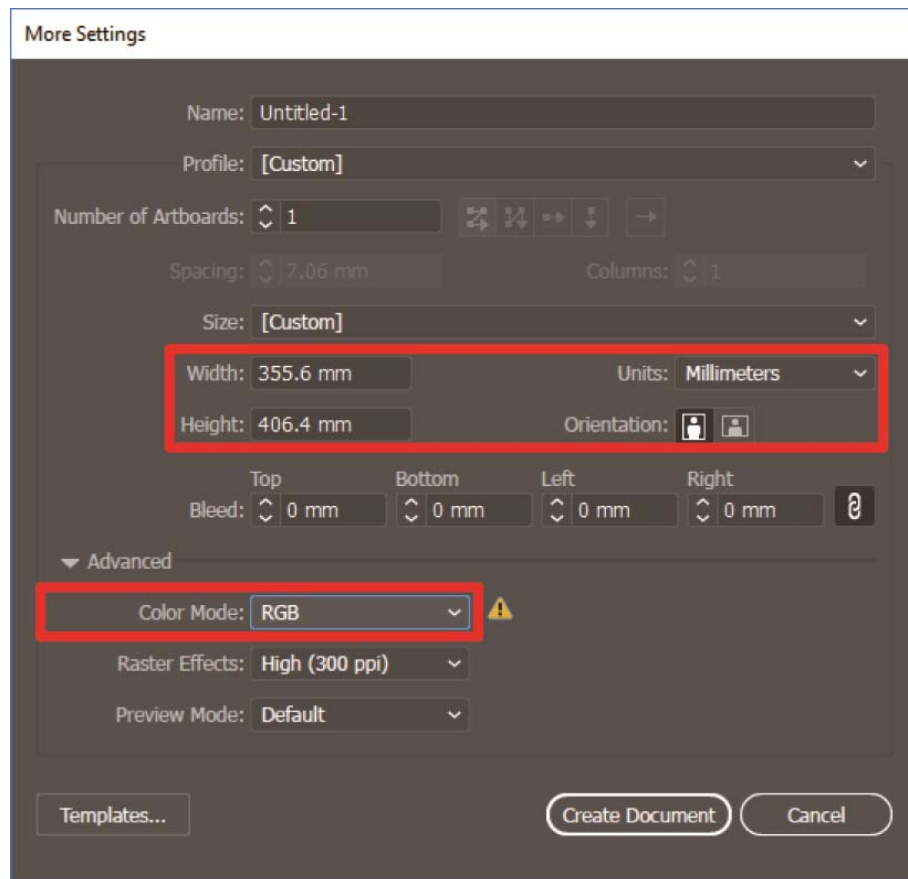 More Settings
Name: Untitled-1
Profile: [Custom]
Number of Artboards: 1
Spacing: 7.06 mm Columns: 1
Size: [Custom]
Width: 355.6 mm Units: Millimeters
Height: 406.4 mm Orientation:
Top Bottom Left Right
Bleed: 0 mm 0 mm 0 mm 0 mm
Advanced
Color Mode: RGB
Raster Effects: High (300 ppi)
Preview Mode: Default
Templates... Create Document Cancel